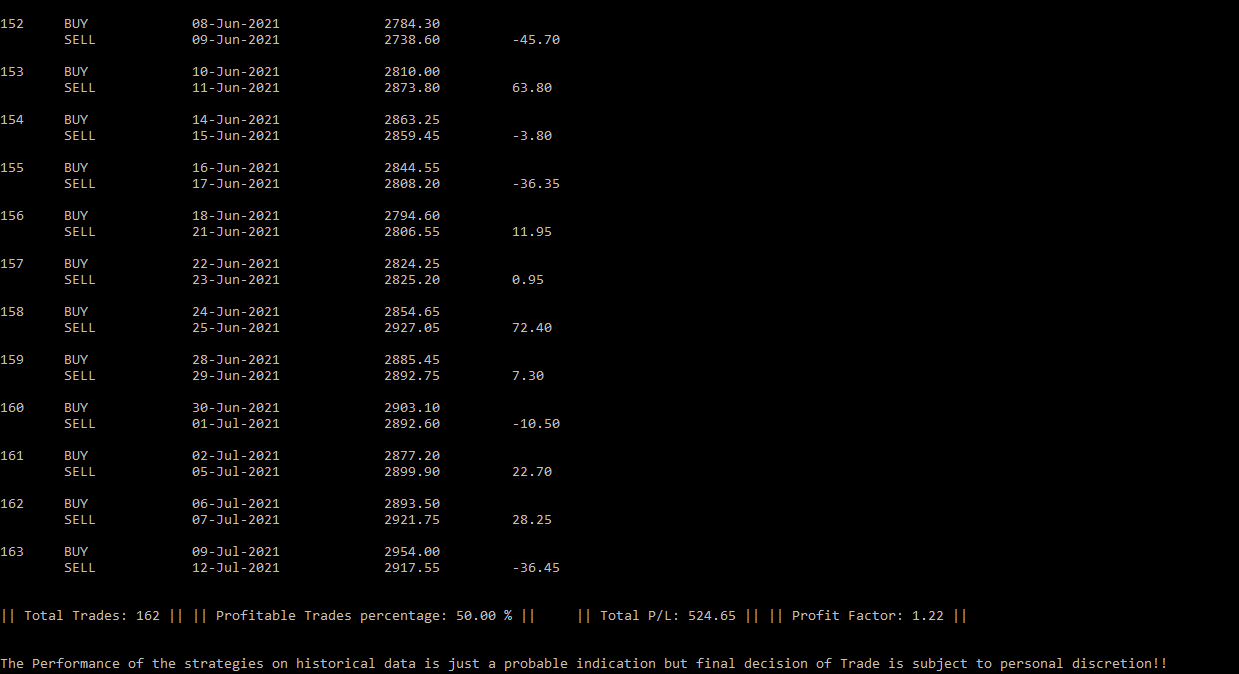 152 BUY 08-Jun-2021 2784.30
SELL 09-Jun-2021 2738.60 -45.70
153 BUY 10-Jun-2021 2810.00
SELL 11-Jun-2021 2873.80 63.80
154 BUY 14-Jun-2021 2863.25
SELL 15-Jun-2021 2859.45 -3.80
155 BUY 16-Jun-2021 2844.55
SELL 17-Jun-2021 2808.20 -36.35
156 BUY 18-Jun-2021 2794.60
SELL 21-Jun-2021 2806.55 11.95
157 BUY 22-Jun-2021 2824.25
SELL 23-Jun-2021 2825.20 0.95
158 BUY 24-Jun-2021 2854.65
SELL 25-Jun-2021 2927.05 72.40
159 BUY 28-Jun-2021 2885.45
SELL 29-Jun-2021 2892.75 7.30
160 BUY 30-Jun-2021 2903.10
SELL 01-Jul-2021 2892.60 -10.50
161 BUY 02-Jul-2021 2877.20
SELL 05-Jul-2021 2899.90 22.70
162 BUY 06-Jul-2021 2893.50
SELL 07-Jul-2021 2921.75 28.25
163 BUY 09-Jul-2021 2954.00
SELL 12-Jul-2021 2917.55 -36.45
|| Total Trades: 162 || || Profitable Trades percentage: 50.00 % || || Total P/L: 524.65 || || Profit Factor: 1.22 ||
The Performance of the strategies on historical data is just a probable indication but final decision of Trade is subject to personal discretion!!